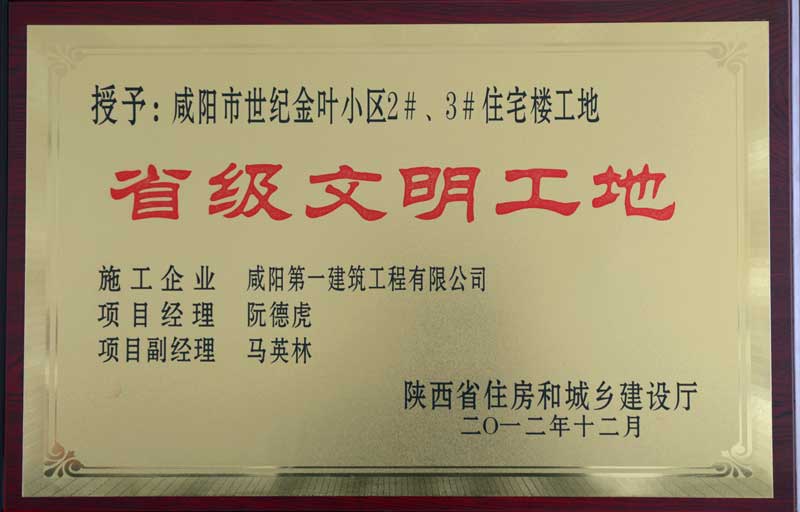 授予：咸阳市世纪金叶小区2#、3#住宅楼工地
省级文明工地
施工企业 咸阳第一建筑工程有限公司
项目经理 阮德虎
项目副经理 马英林
陕西省住房和城乡建设厅
二〇一二年十二月